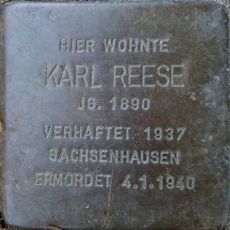 HIER WOHNTE
KARL REESE
JG. 1890
VERHAFTET 1937
SACHSENHAUSEN
ERMORDET 4.1.1940